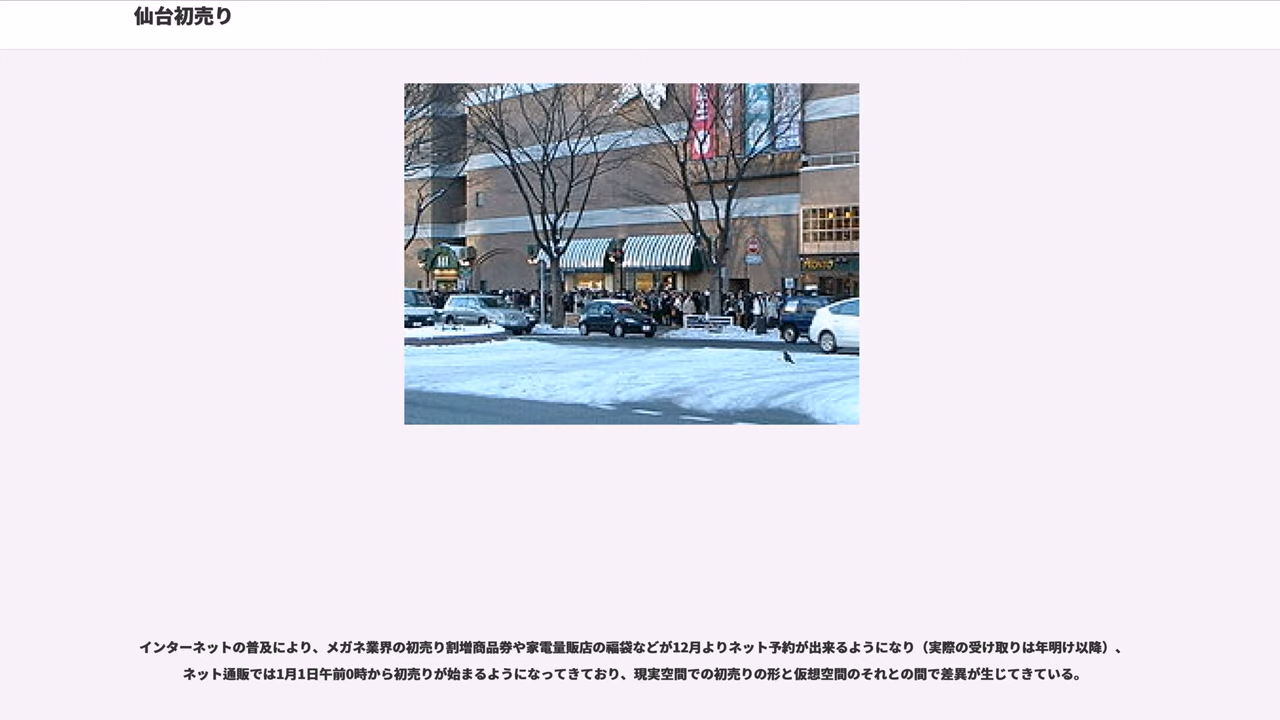 仙台初売り
インターネットの普及により、メガネ業界の初売り割増商品券や家電量販店の福袋などが12月よりネット予約が出来るようになり（実際の受け取りは年明け以降）、
ネット通販では1月1日午前0時から初売りが始まるようになってきており、現実空間での初売りの形と仮想空間のそれとの間で差異が生じてきている。